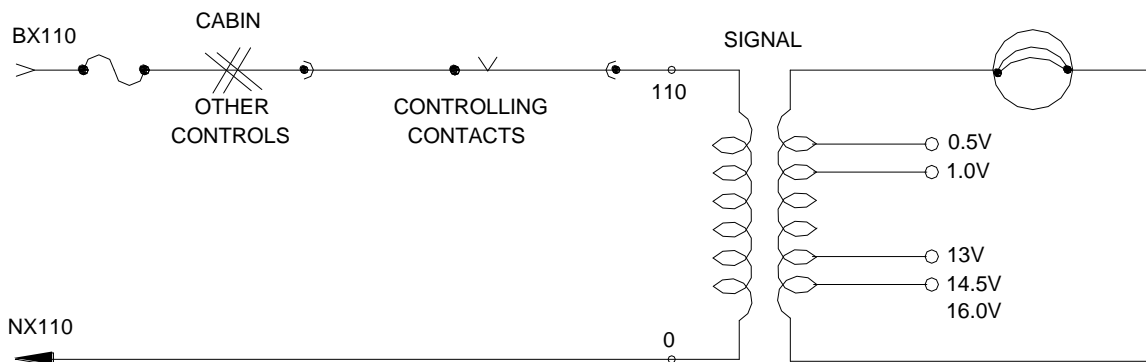 CABIN
BX110
SIGNAL
110
OTHER
CONTROLS
CONTROLLING
CONTACTS
0.5V
1.0V
13V
14.5V
16.0V
NX110
0